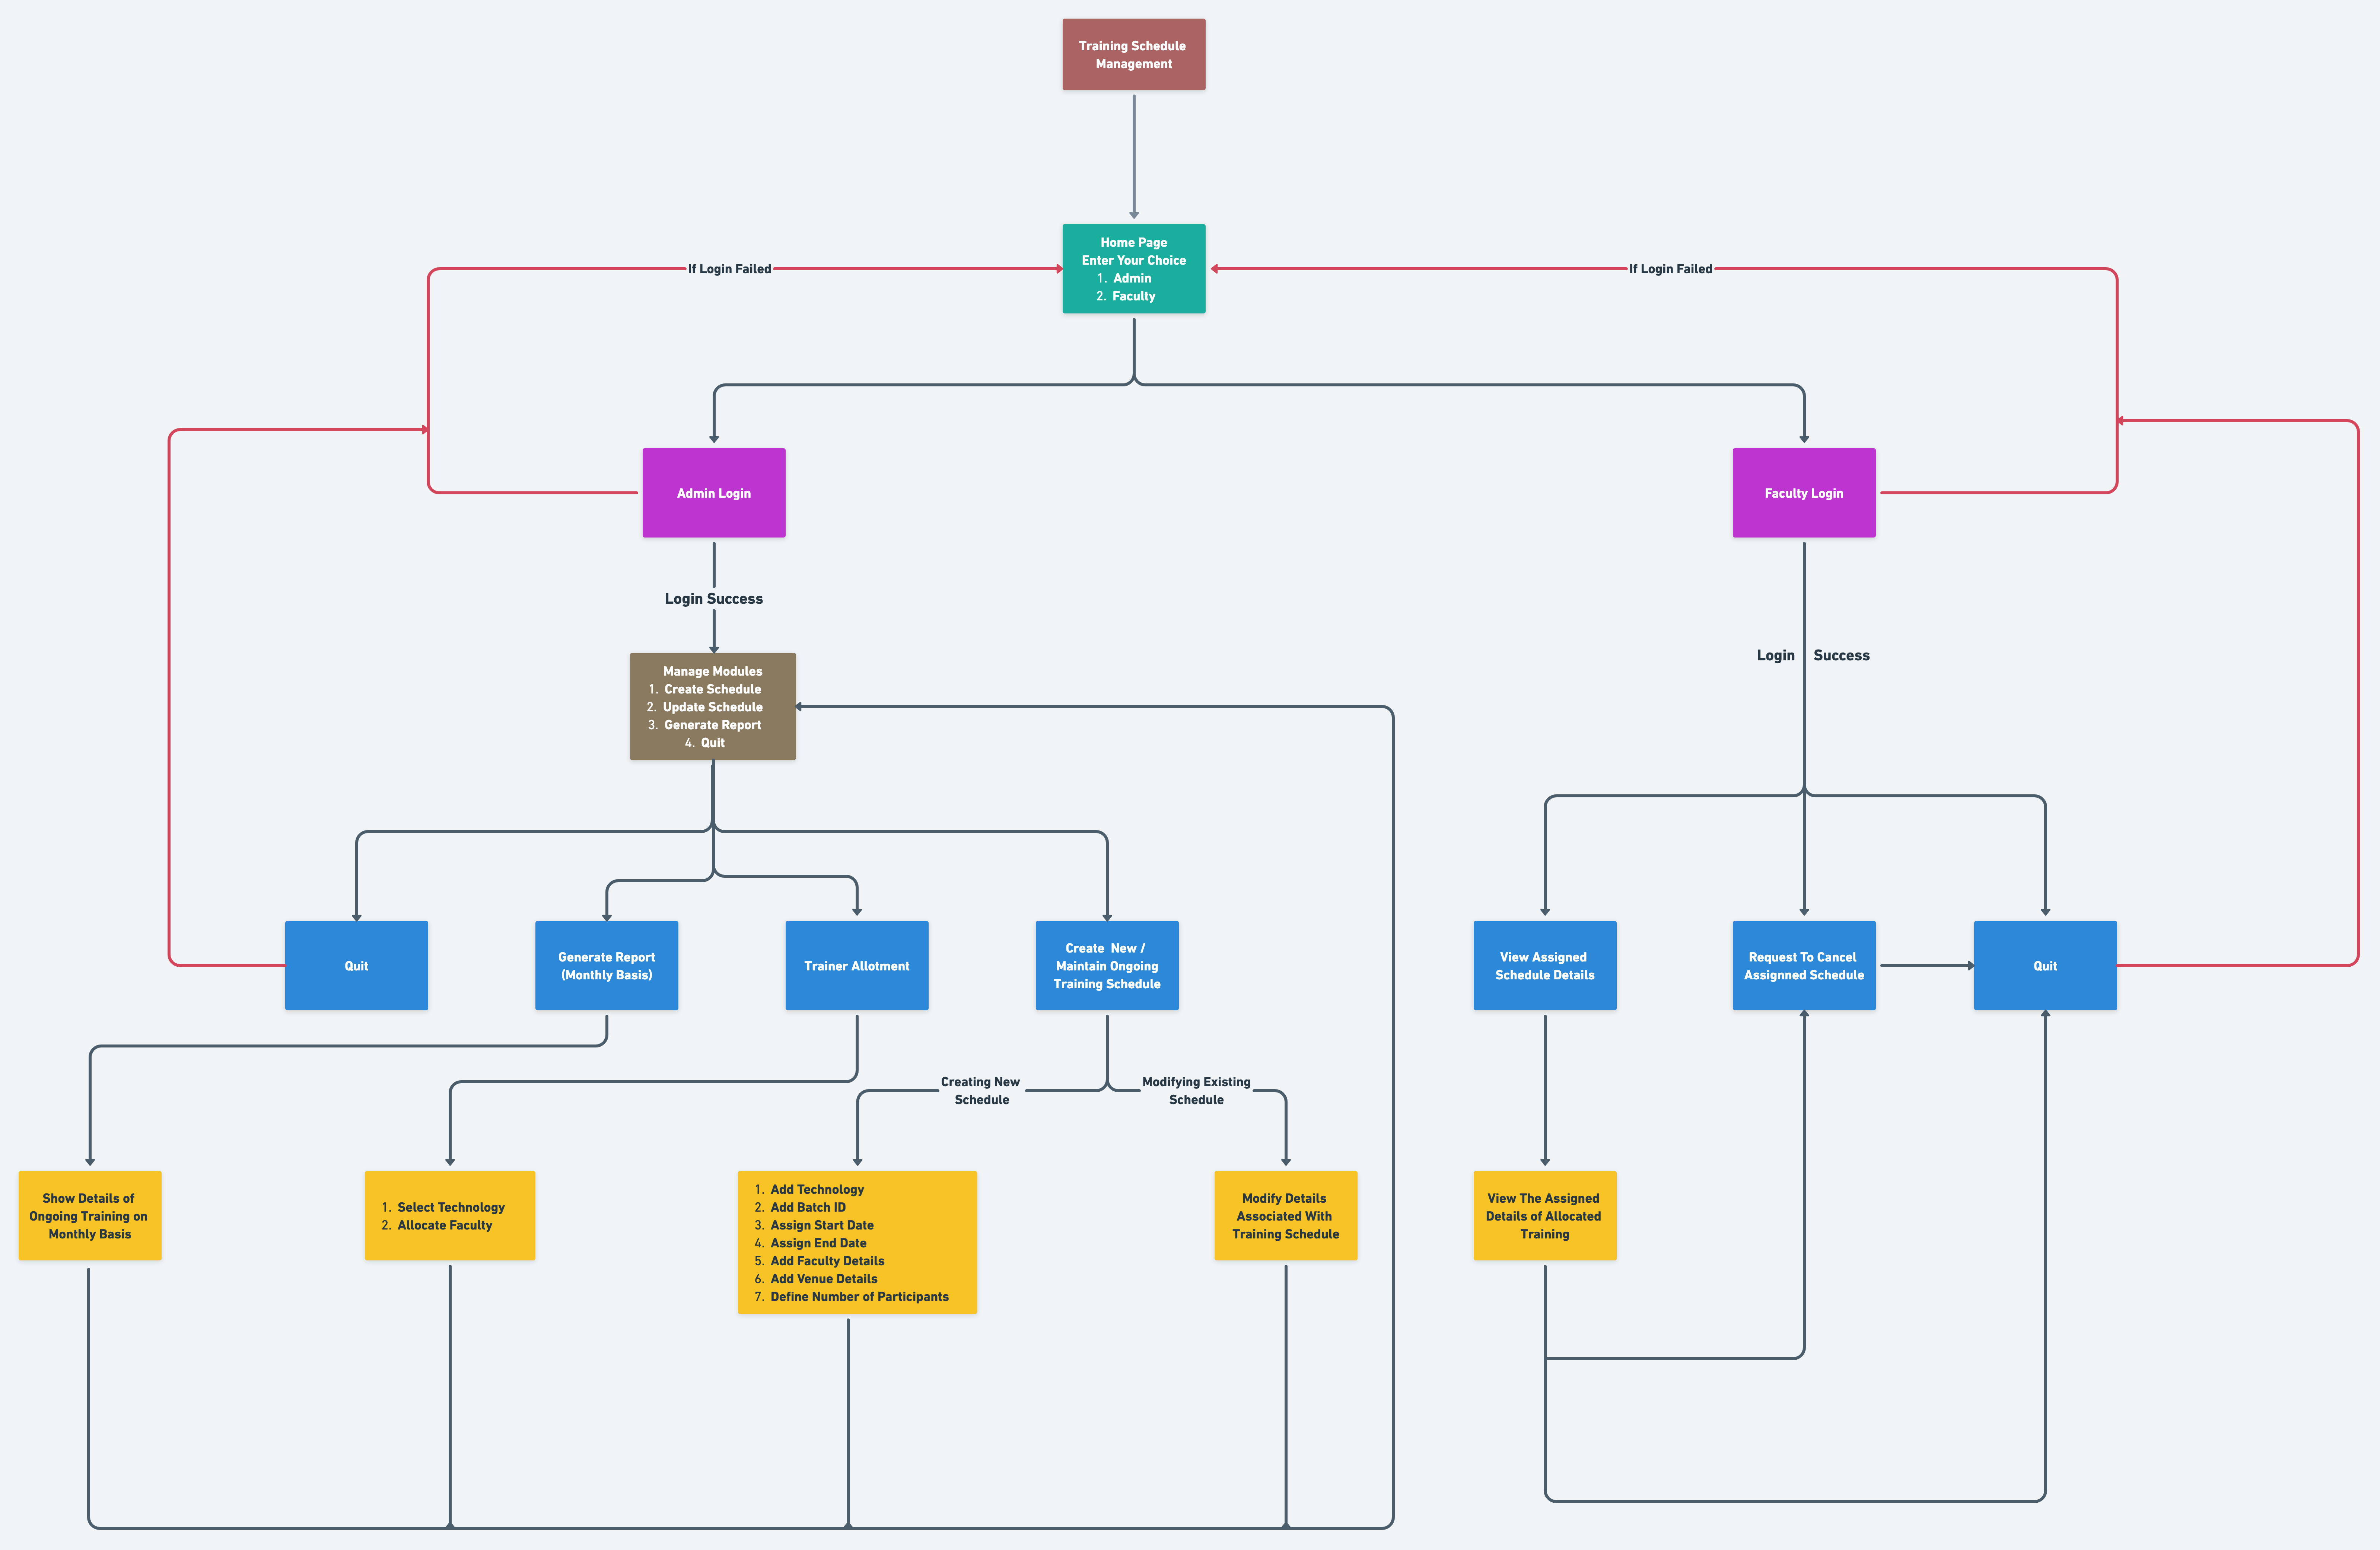 Training Schedule
Management
Home Page
Enter Your Choice
1. Admin
2. Faculty
If Login Failed
If Login Failed
Admin Login
Faculty Login
Login Success
Login Success
Manage Modules
1. Create Schedule
2. Update Schedule
3. Generate Report
4. Quit
Quit
Generate Report
(Monthly Basis)
Trainer Allotment
Create New /
Maintain Ongoing
Training Schedule
View Assigned
Schedule Details
Request To Cancel
Assignned Schedule
Quit
Creating New
Schedule
Modifying Existing
Schedule
Show Details of
Ongoing Training on
Monthly Basis
1. Select Technology
2. Allocate Faculty
1. Add Technology
2. Add Batch ID
3. Assign Start Date
4. Assign End Date
5. Add Faculty Details
6. Add Venue Details
7. Define Number of Participants
Modify Details
Associated With
Training Schedule
View The Assigned
Details of Allocated
Training